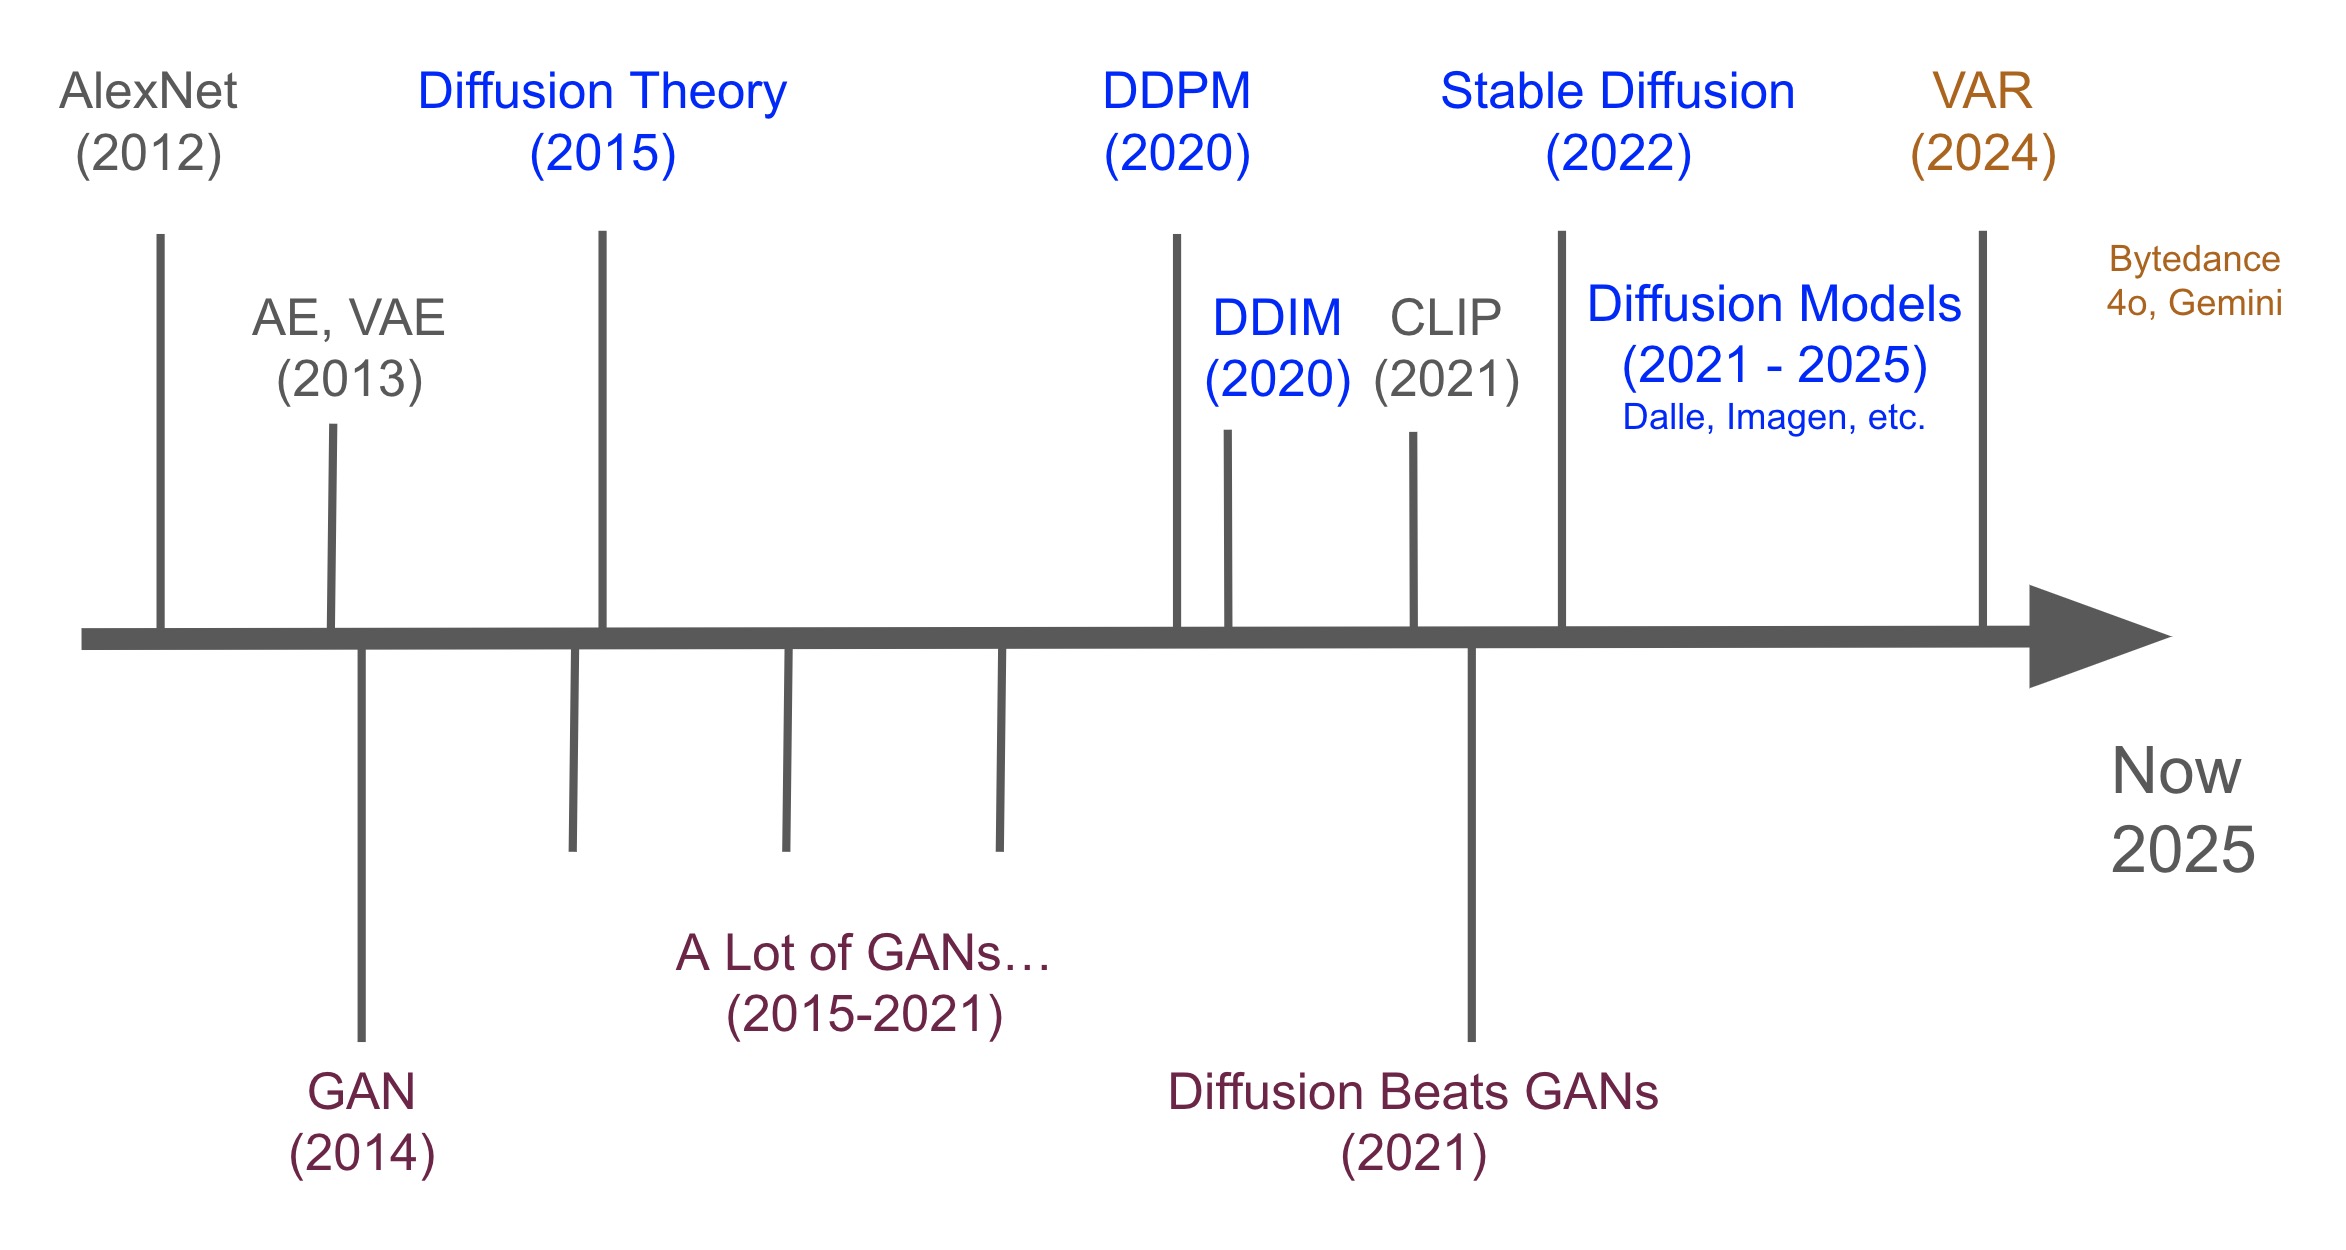 AlexNet
(2012)
Diffusion Theory
(2015)
DDPM
(2020)
Stable Diffusion
(2022)
VAR
(2024)
AE, VAE
(2013)
DDIM
(2020)
CLIP
(2021)
Diffusion Models
(2021 - 2025)
Dalle, Imagen, etc.
Bytedance
4o, Gemini
Now
2025
A Lot of GANs…
(2015-2021)
GAN
(2014)
Diffusion Beats GANs
(2021)